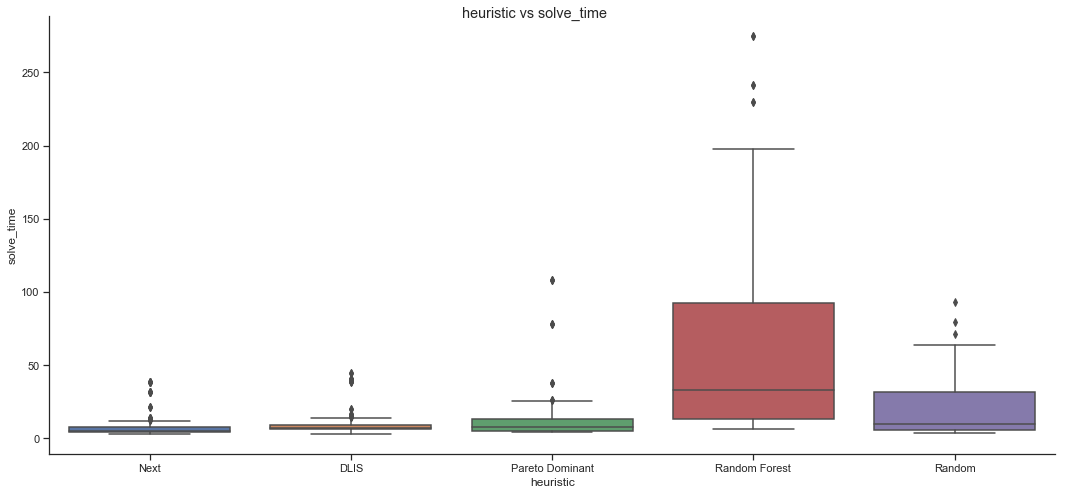 heuristic vs solve_time
solve_time
250
200
150
100
50
0
Next
DLIS
Pareto Dominant
Random Forest
Random
heuristic